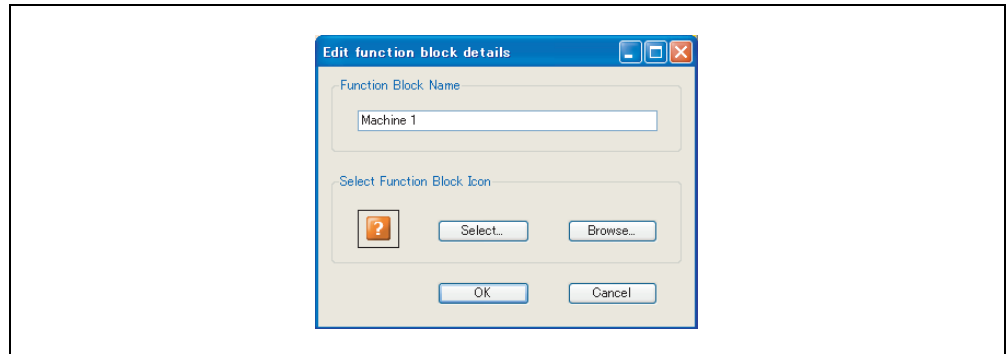 Edit function block details
Function Block Name
Machine 1
Select Function Block Icon
?
Select...
Browse...
OK
Cancel